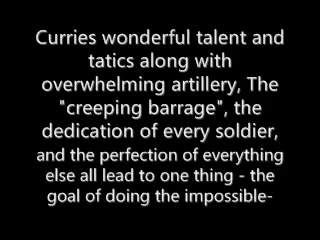 Curries wonderful talent and
tatics along with
overwhelming artillery, The
"creeping barrage", the
dedication of every soldier,
and the perfection of everything
else all lead to one thing - the
goal of doing the impossible-